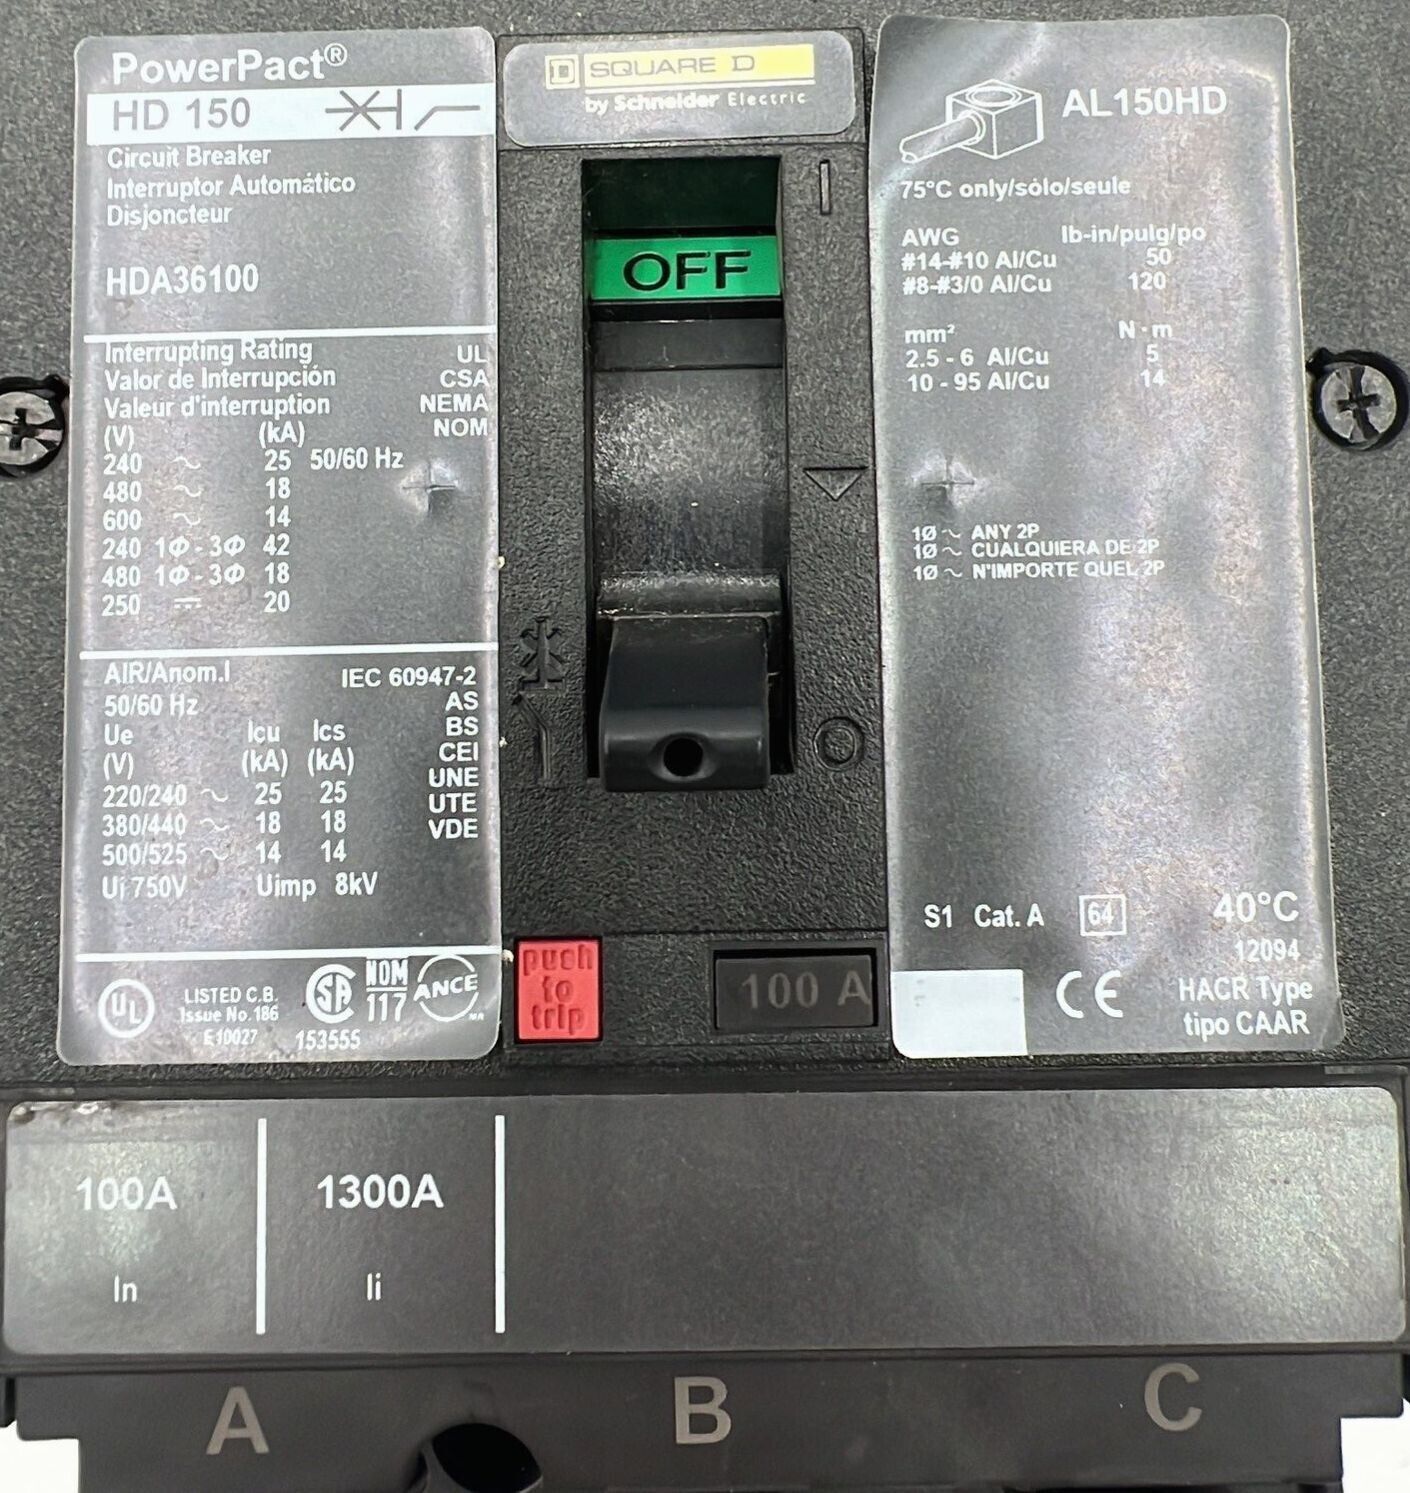 PowerPact®
HD 150
Circuit Breaker
Interruptor Automático
Disjoncteur
HDA36100
Interrupting Rating UL
Valor de Interrupción CSA
Valeur d'interruption NEMA
(V) (kA) NOM
240 ~ 25 50/60 Hz
480 ~ 18
600 ~ 14
240 1Φ - 3Φ 42
480 1Φ - 3Φ 18
250 ⎓ 20
AIR/Anom.I IEC 60947-2
50/60 Hz AS
Ue Icu Ics BS
(V) (kA) (kA) CEI
220/240 ~ 25 25 UNE
380/440 ~ 18 18 UTE
500/525 ~ 14 14 VDE
Ui 750V Uimp 8kV
UL LISTED C.B.
Issue No.186
E10027
CSA
153555
NOM
117
ANCE
D SQUARE D
by Schneider Electric
I
OFF
O
push
to
trip
100 A
AL150HD
75°C only/sólo/seule
AWG lb-in/pulg/po
#14-#10 Al/Cu 50
#8-#3/0 Al/Cu 120
mm² N·m
2.5 - 6 Al/Cu 5
10 - 95 Al/Cu 14
1Ø ~ ANY 2P
1Ø ~ CUALQUIERA DE 2P
1Ø ~ N'IMPORTE QUEL 2P
S1 Cat. A 64 40°C
12094
CE HACR Type
tipo CAAR
100A
In
1300A
Ii
A B C